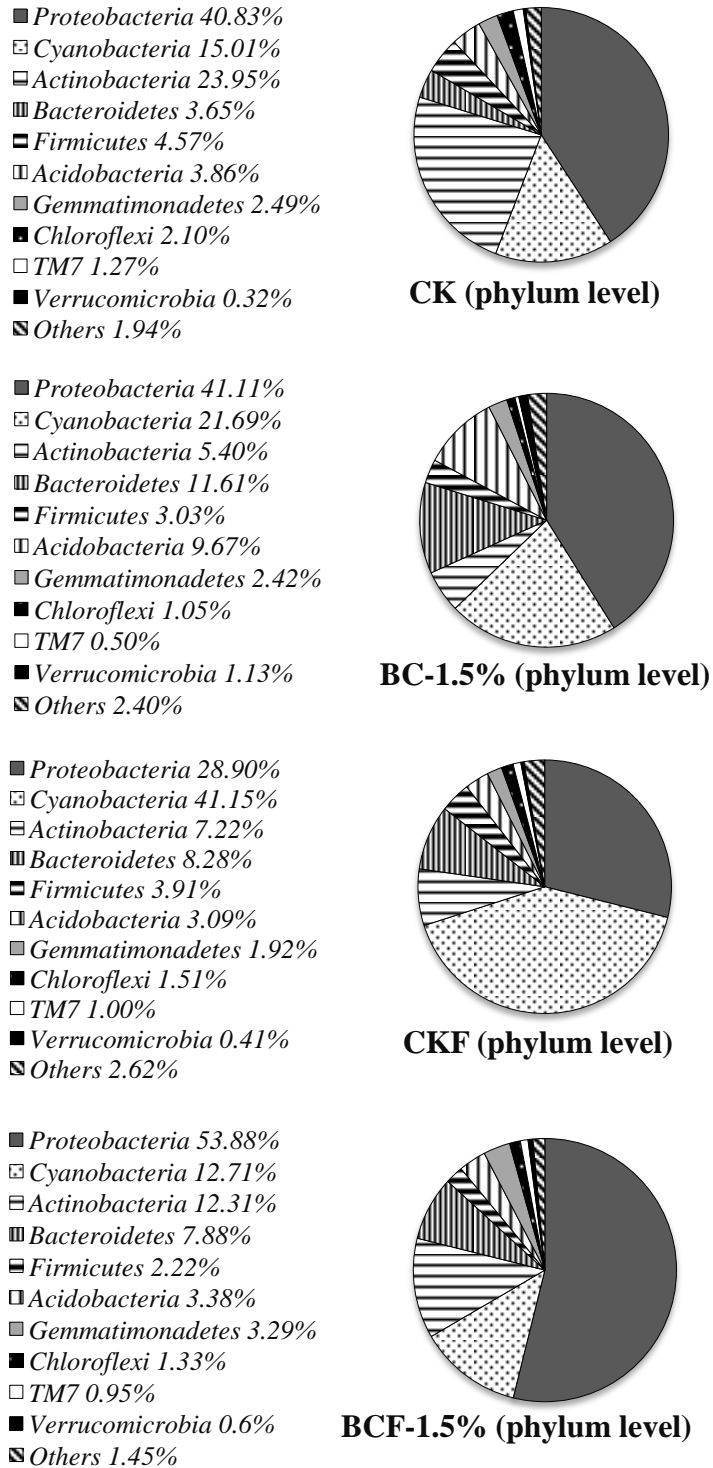 Proteobacteria 40.83%
Cyanobacteria 15.01%
Actinobacteria 23.95%
Bacteroidetes 3.65%
Firmicutes 4.57%
Acidobacteria 3.86%
Gemmatimonadetes 2.49%
Chloroflexi 2.10%
TM7 1.27%
Verrucomicrobia 0.32%
Others 1.94%
CK (phylum level)
Proteobacteria 41.11%
Cyanobacteria 21.69%
Actinobacteria 5.40%
Bacteroidetes 11.61%
Firmicutes 3.03%
Acidobacteria 9.67%
Gemmatimonadetes 2.42%
Chloroflexi 1.05%
TM7 0.50%
Verrucomicrobia 1.13%
Others 2.40%
BC-1.5% (phylum level)
Proteobacteria 28.90%
Cyanobacteria 41.15%
Actinobacteria 7.22%
Bacteroidetes 8.28%
Firmicutes 3.91%
Acidobacteria 3.09%
Gemmatimonadetes 1.92%
Chloroflexi 1.51%
TM7 1.00%
Verrucomicrobia 0.41%
Others 2.62%
CKF (phylum level)
Proteobacteria 53.88%
Cyanobacteria 12.71%
Actinobacteria 12.31%
Bacteroidetes 7.88%
Firmicutes 2.22%
Acidobacteria 3.38%
Gemmatimonadetes 3.29%
Chloroflexi 1.33%
TM7 0.95%
Verrucomicrobia 0.6%
Others 1.45%
BCF-1.5% (phylum level)